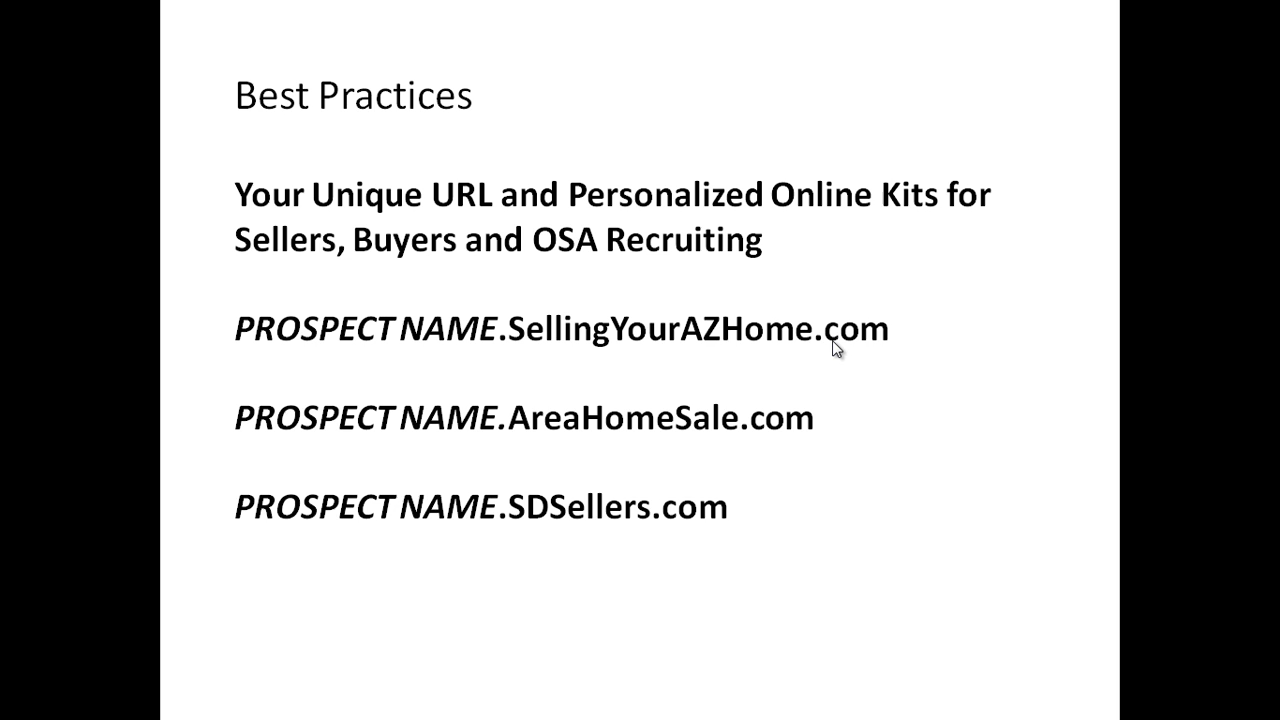 Best Practices
Your Unique URL and Personalized Online Kits for
Sellers, Buyers and OSA Recruiting
PROSPECT NAME.SellingYourAZHome.com
PROSPECT NAME.AreaHomeSale.com
PROSPECT NAME.SDSellers.com